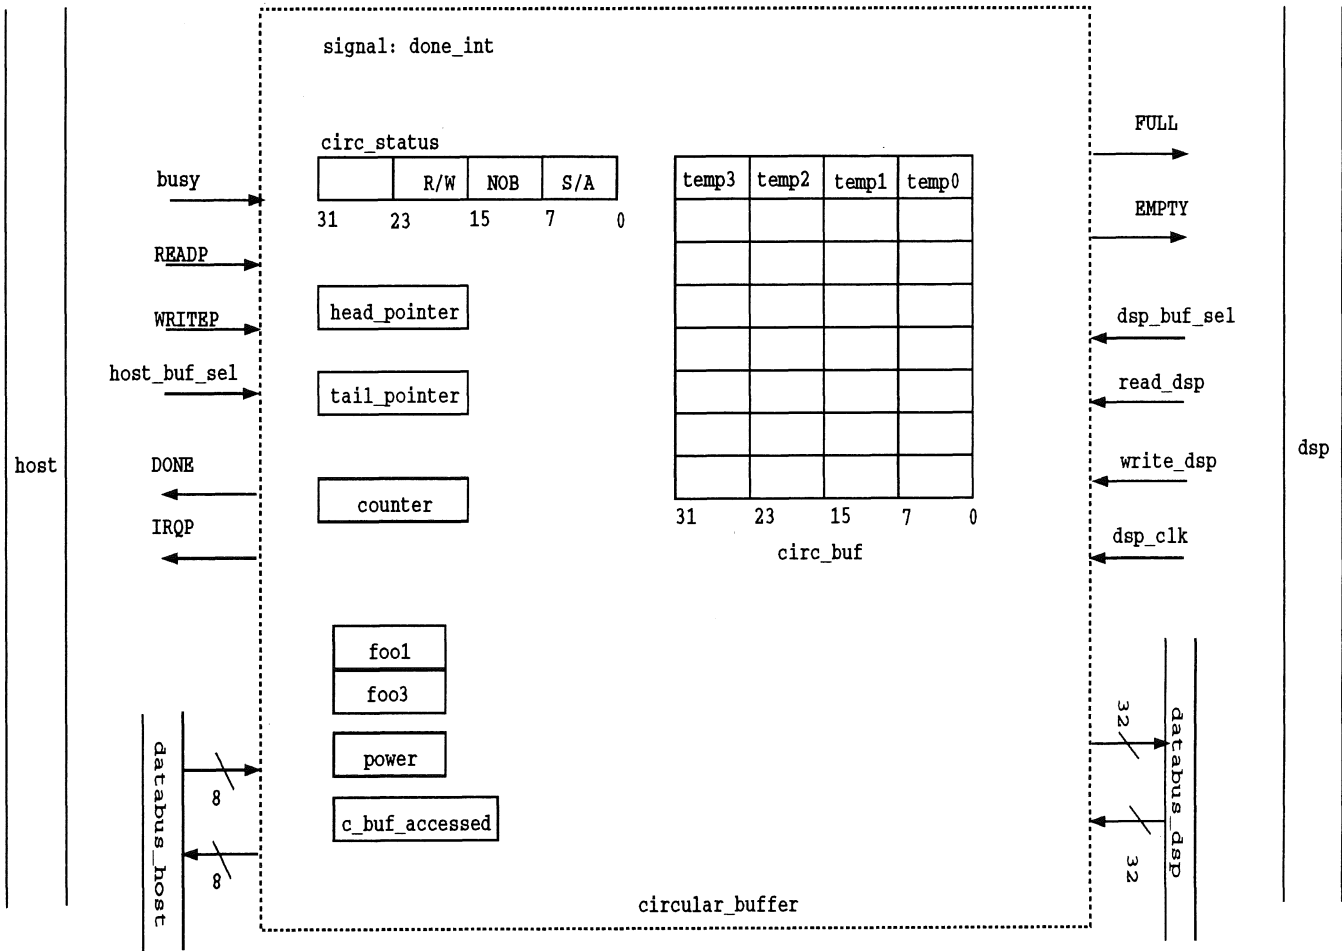 signal: done_int
FULL
circ_status
busy
R/W NOB S/A
temp3 temp2 temp1 temp0
31 23 15 7 0
EMPTY
READP
head_pointer
WRITEP
dsp_buf_sel
host_buf_sel
tail_pointer
read_dsp
host
DONE
counter
write_dsp
dsp
IRQP
31 23 15 7 0
dsp_clk
circ_buf
foo1
foo3
power
c_buf_accessed
databus_host
8
8
32
32
databus_dsp
circular_buffer